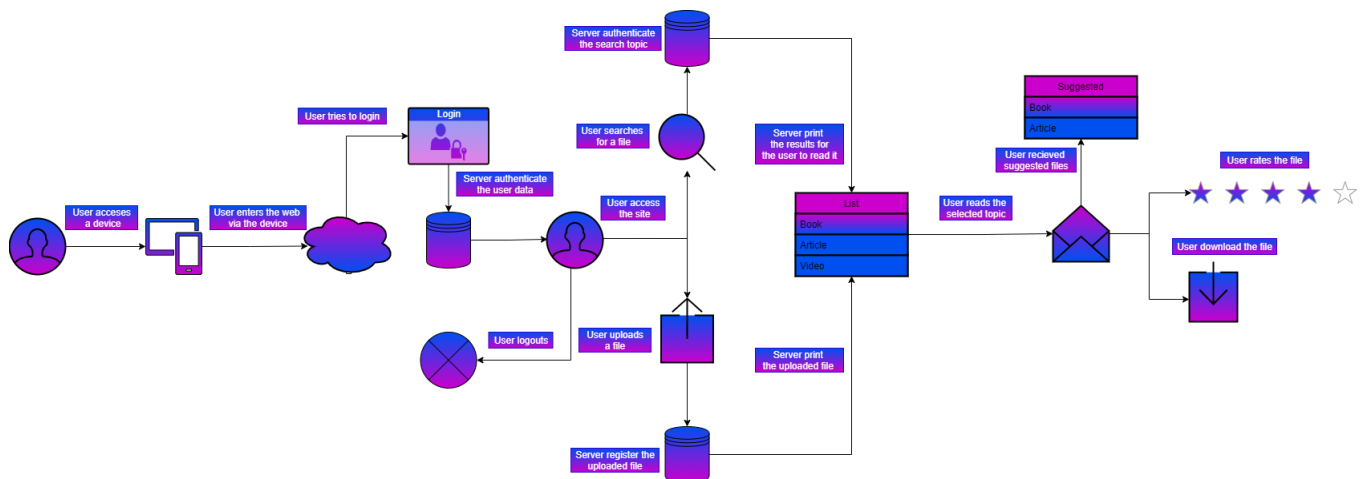 Server authenticate
the search topic
Suggested
Book
Article
User tries to login
Login
User searches
for a file
Server print
the results for
the user to read it
User recieved
suggested files
User rates the file
Server authenticate
the user data
User acceses
a device
User enters the web
via the device
User access
the site
List
Book
Article
Video
User reads the
selected topic
User download the file
User logouts
User uploads
a file
Server print
the uploaded file
Server register the
uploaded file